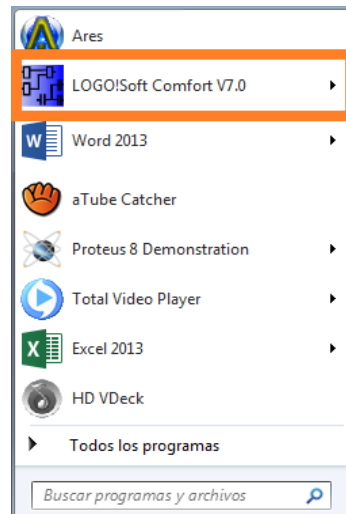 Ares
LOGO!Soft Comfort V7.0
Word 2013
aTube Catcher
Proteus 8 Demonstration
Total Video Player
Excel 2013
HD VDeck
Todos los programas
Buscar programas y archivos